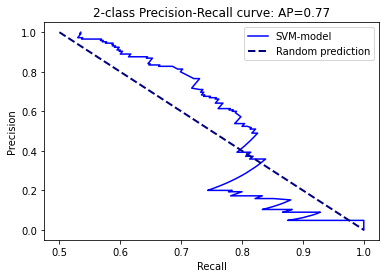 2-class Precision-Recall curve: AP=0.77
SVM-model
Random prediction
Precision
1.0
0.8
0.6
0.4
0.2
0.0
0.5 0.6 0.7 0.8 0.9 1.0
Recall